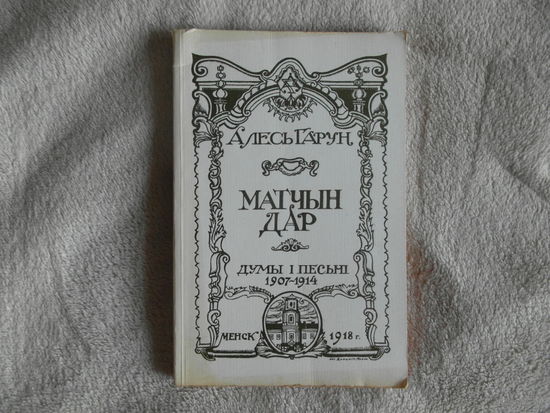 АЛЕСЬ ГАРУН.
МАТЧЫН
ДАР
ДУМЫ І ПЕСЬНІ
1907-1914
МЕНСК 1918 г.